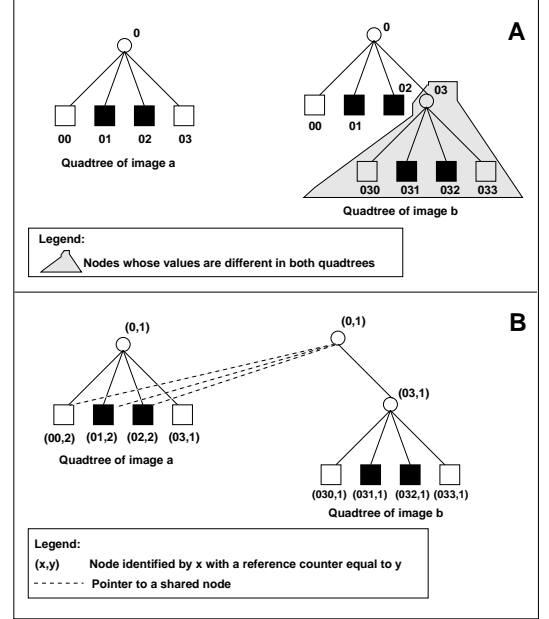 A
0
00 01 02 03
Quadtree of image a
0
02 03
00 01
030 031 032 033
Quadtree of image b
Legend:
Nodes whose values are different in both quadtrees
B
(0,1)
(00,2) (01,2) (02,2) (03,1)
Quadtree of image a
(0,1)
(03,1)
(030,1) (031,1) (032,1) (033,1)
Quadtree of image b
Legend:
(x,y) Node identified by x with a reference counter equal to y
Pointer to a shared node